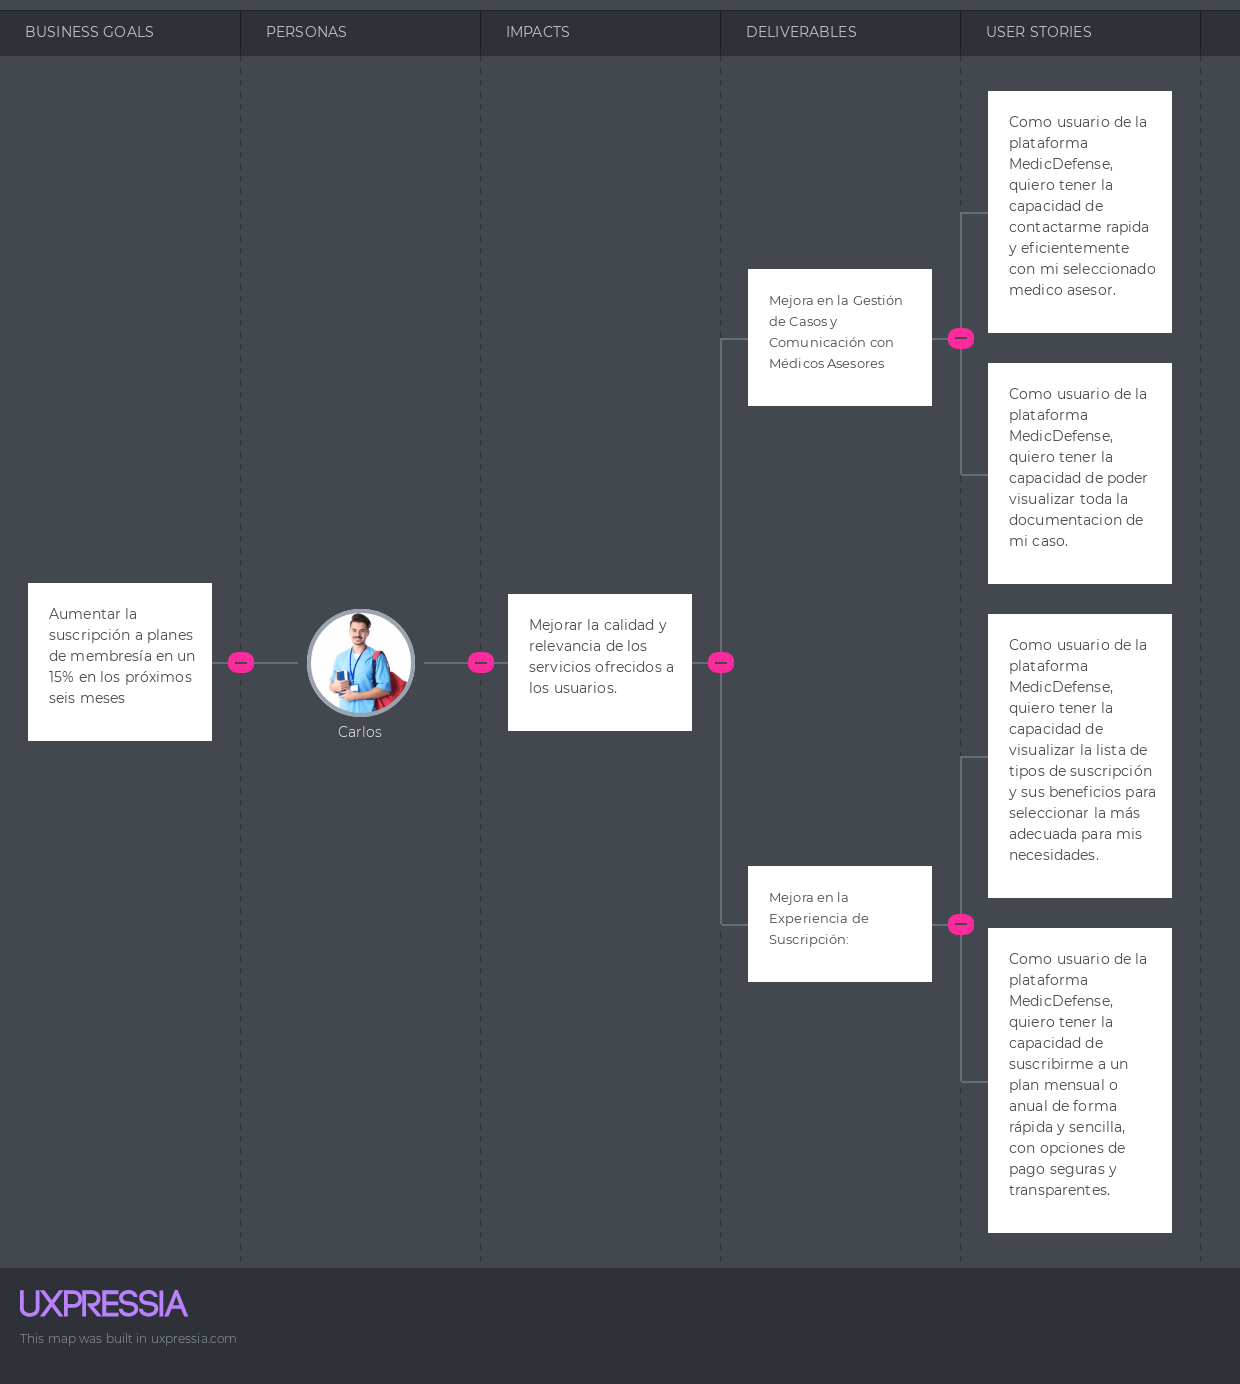 BUSINESS GOALS
PERSONAS
IMPACTS
DELIVERABLES
USER STORIES
Aumentar la
suscripción a planes
de membresía en un
15% en los próximos
seis meses
Carlos
Mejorar la calidad y
relevancia de los
servicios ofrecidos a
los usuarios.
Mejora en la Gestión
de Casos y
Comunicación con
Médicos Asesores
Como usuario de la
plataforma
MedicDefense,
quiero tener la
capacidad de
contactarme rapida
y eficientemente
con mi seleccionado
medico asesor.
Como usuario de la
plataforma
MedicDefense,
quiero tener la
capacidad de poder
visualizar toda la
documentacion de
mi caso.
Mejora en la
Experiencia de
Suscripción:
Como usuario de la
plataforma
MedicDefense,
quiero tener la
capacidad de
visualizar la lista de
tipos de suscripción
y sus beneficios para
seleccionar la más
adecuada para mis
necesidades.
Como usuario de la
plataforma
MedicDefense,
quiero tener la
capacidad de
suscribirme a un
plan mensual o
anual de forma
rápida y sencilla,
con opciones de
pago seguras y
transparentes.
UXPRESSIA
This map was built in uxpressia.com